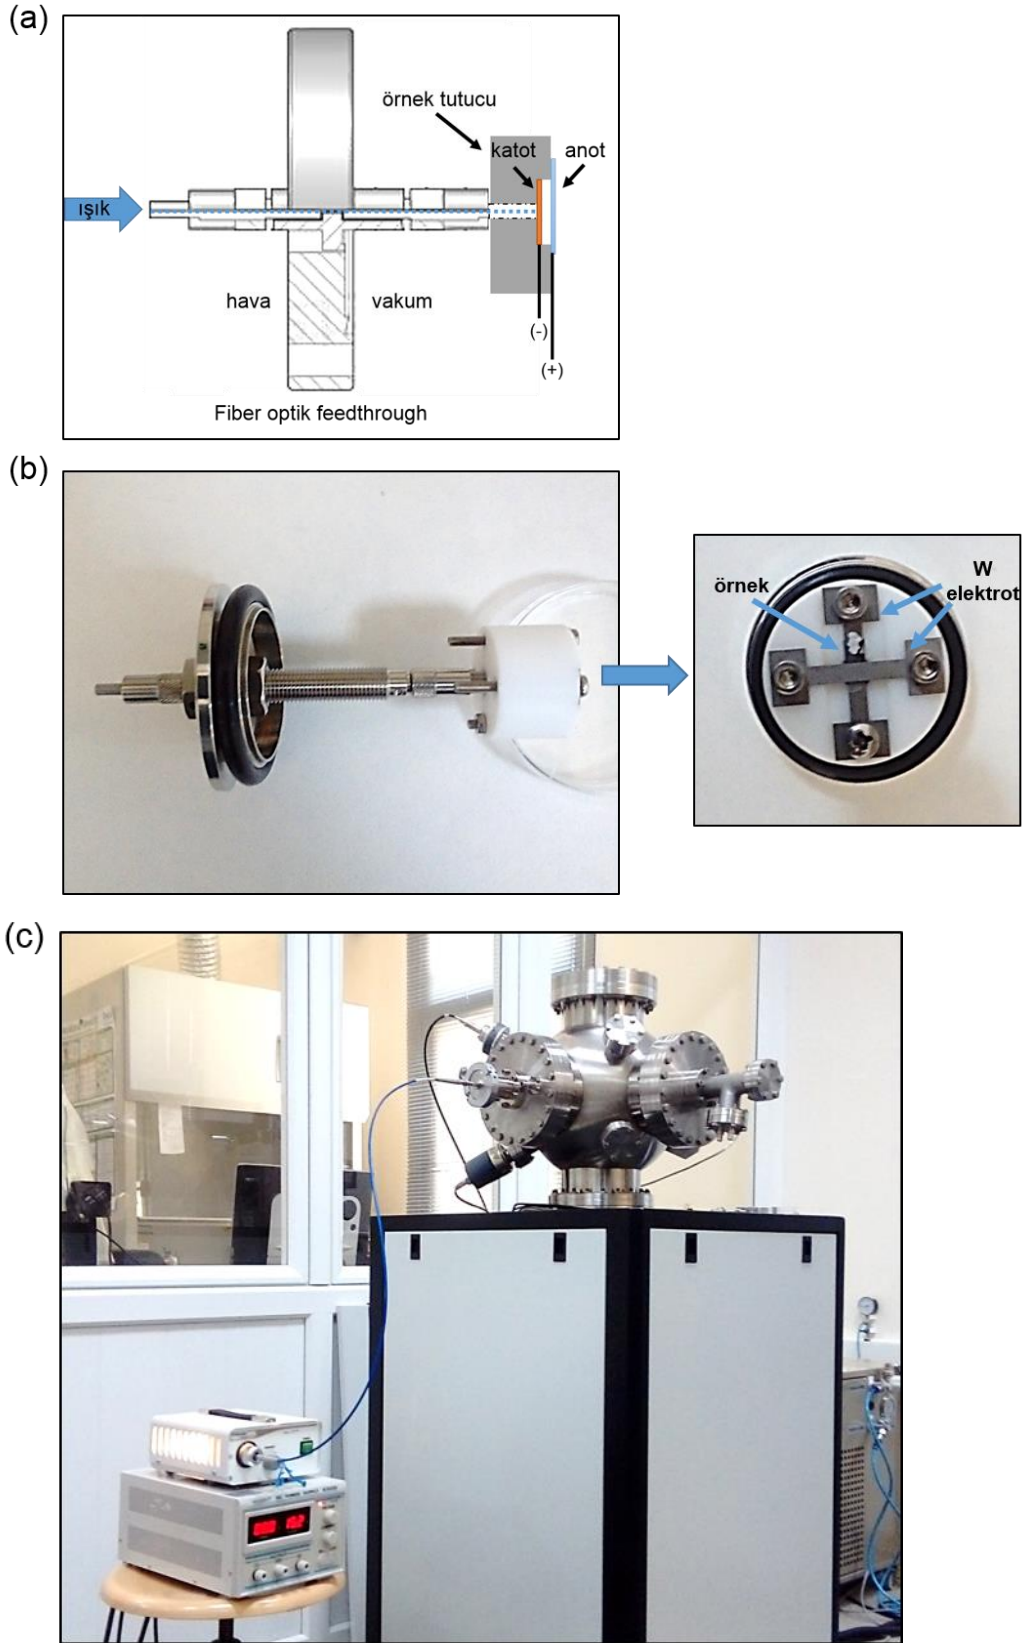 (a)
örnek tutucu
katot
anot
ışık
hava
vakum
(-)
(+)
Fiber optik feedthrough
(b)
örnek
W
elektrot
(c)